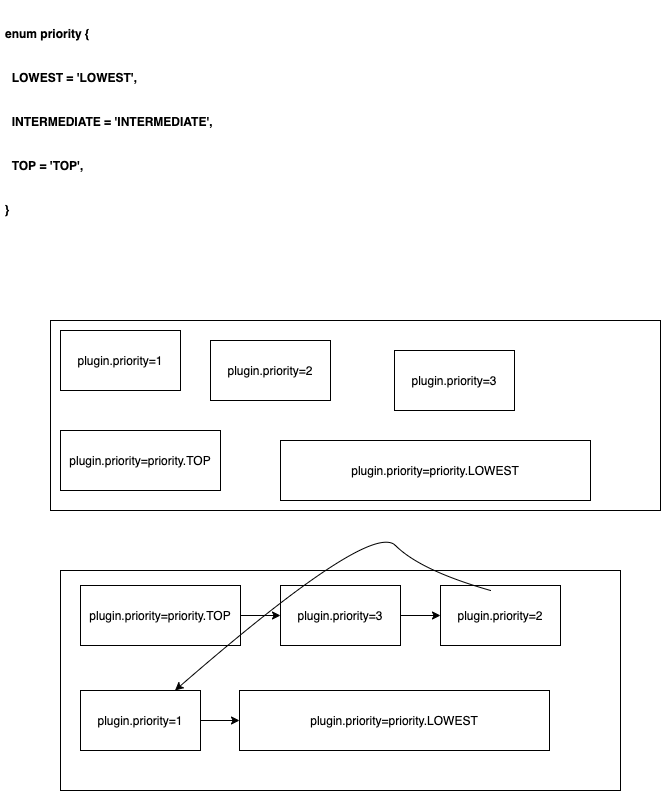 enum priority {
LOWEST = 'LOWEST',
INTERMEDIATE = 'INTERMEDIATE',
TOP = 'TOP',
}
plugin.priority=1
plugin.priority=2
plugin.priority=3
plugin.priority=priority.TOP
plugin.priority=priority.LOWEST
plugin.priority=priority.TOP
plugin.priority=3
plugin.priority=2
plugin.priority=1
plugin.priority=priority.LOWEST